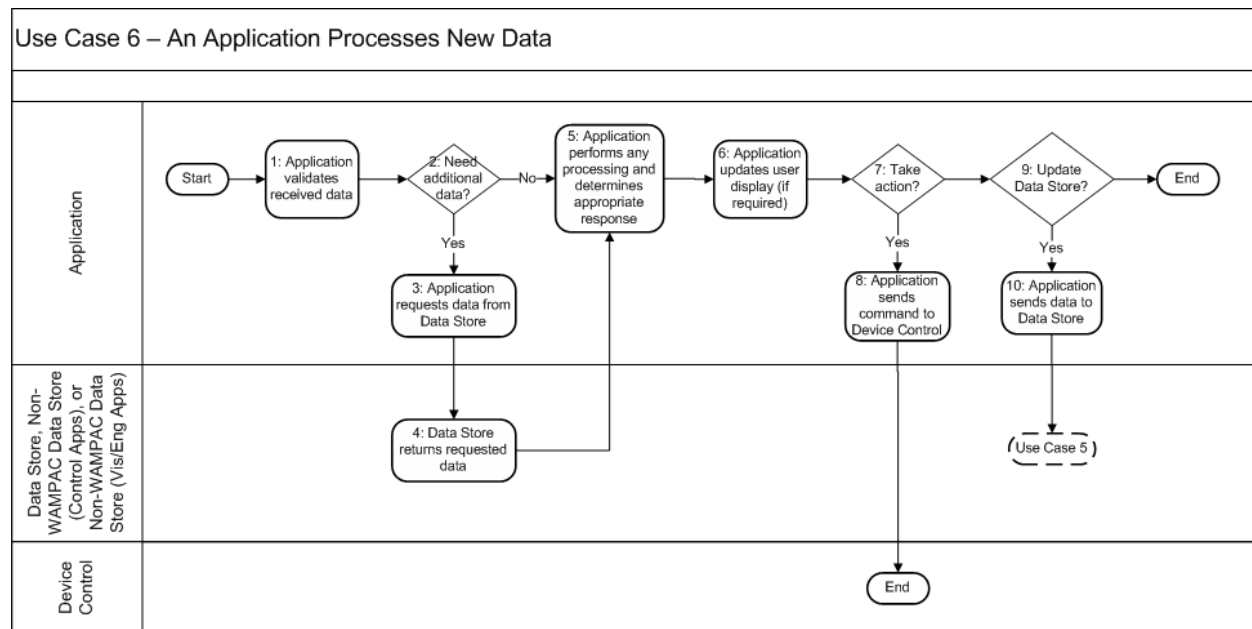 Use Case 6 – An Application Processes New Data
Application
Start
1: Application
validates
received data
2: Need
additional
data?
No
5: Application
performs any
processing and
determines
appropriate
response
6: Application
updates user
display (if
required)
7: Take
action?
9: Update
Data Store?
End
Yes
3: Application
requests data from
Data Store
Yes
8: Application
sends
command to
Device Control
Yes
10: Application
sends data to
Data Store
Data Store, Non-
WAMPAC Data Store
(Control Apps), or
Non-WAMPAC Data
Store (Vis/Eng Apps)
4: Data Store
returns requested
data
Use Case 5
Device
Control
End